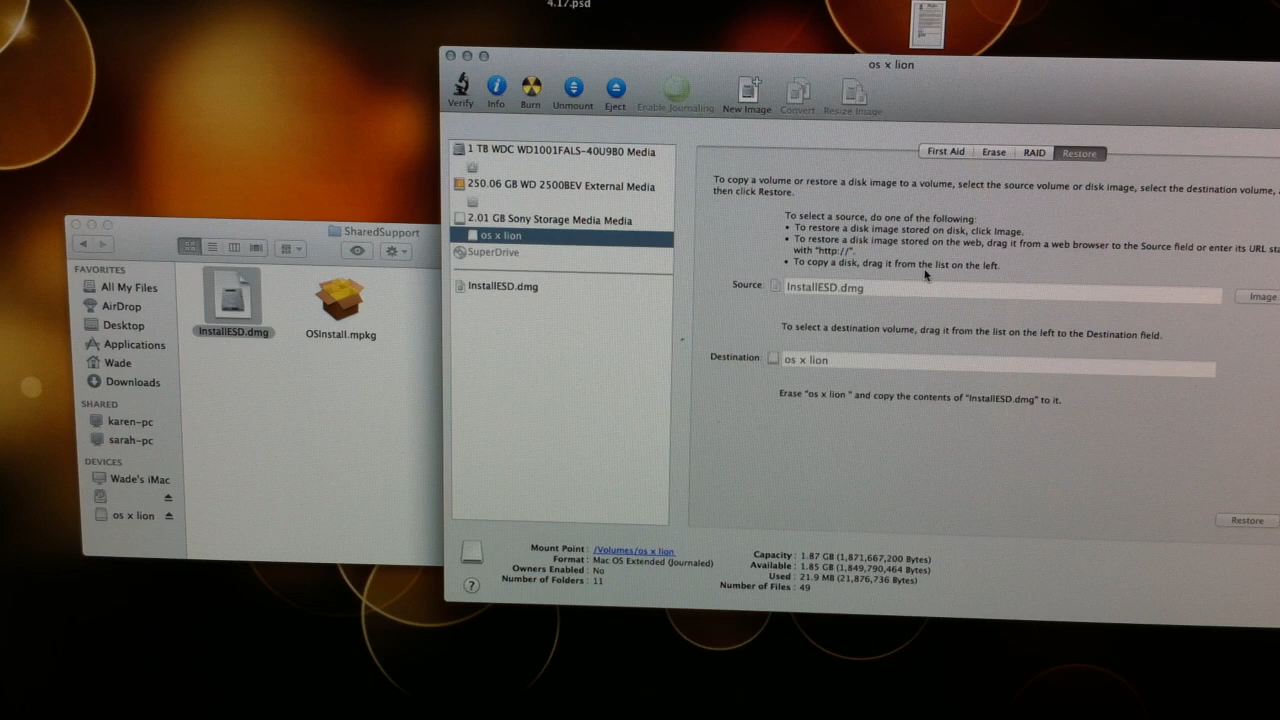 4.17.psd
os x lion
Verify Info Burn Unmount Eject Enable Journaling New Image Convert Resize Image
1 TB WDC WD1001FALS-40U9B0 Media
250.06 GB WD 2500BEV External Media
2.01 GB Sony Storage Media Media
os x lion
SuperDrive
InstallESD.dmg
First Aid Erase RAID Restore
To copy a volume or restore a disk image to a volume, select the source volume or disk image, select the destination volume,
then click Restore.
To select a source, do one of the following:
• To restore a disk image stored on disk, click Image.
• To restore a disk image stored on the web, drag it from a web browser to the Source field or enter its URL sta
with "http://".
• To copy a disk, drag it from the list on the left.
Source: InstallESD.dmg
Image
To select a destination volume, drag it from the list on the left to the Destination field.
Destination: os x lion
Erase "os x lion " and copy the contents of "InstallESD.dmg" to it.
Restore
Mount Point : /Volumes/os x lion
Format : Mac OS Extended (Journaled)
Owners Enabled : No
Number of Folders : 11
Capacity : 1.87 GB (1,871,667,200 Bytes)
Available : 1.85 GB (1,849,790,464 Bytes)
Used : 21.9 MB (21,876,736 Bytes)
Number of Files : 49
?
SharedSupport
FAVORITES
All My Files
AirDrop
Desktop
Applications
Wade
Downloads
SHARED
karen-pc
sarah-pc
DEVICES
Wade's iMac
os x lion
InstallESD.dmg
OSInstall.mpkg